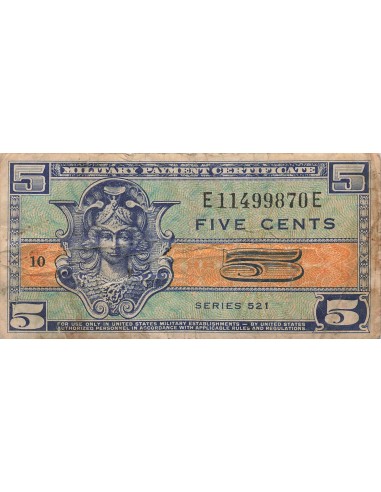 5 MILITARY PAYMENT CERTIFICATE 5
E11499870E
FIVE CENTS
10
5
SERIES 521
5 FOR USE ONLY IN UNITED STATES MILITARY ESTABLISHMENTS - BY UNITED STATES 5
AUTHORIZED PERSONNEL IN ACCORDANCE WITH APPLICABLE RULES AND REGULATIONS.